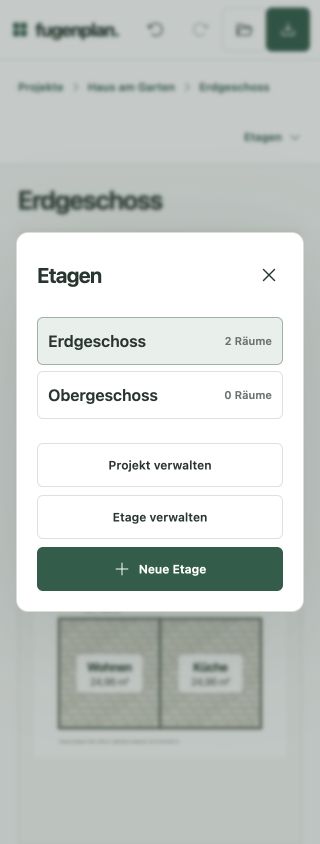 fugenplan.
Projekte > Haus am Garten > Erdgeschoss
Etagen
Erdgeschoss
Etagen
Erdgeschoss 2 Räume
Obergeschoss 0 Räume
Projekt verwalten
Etage verwalten
Neue Etage
Wohnen Küche
24,96 m² 24,96 m²